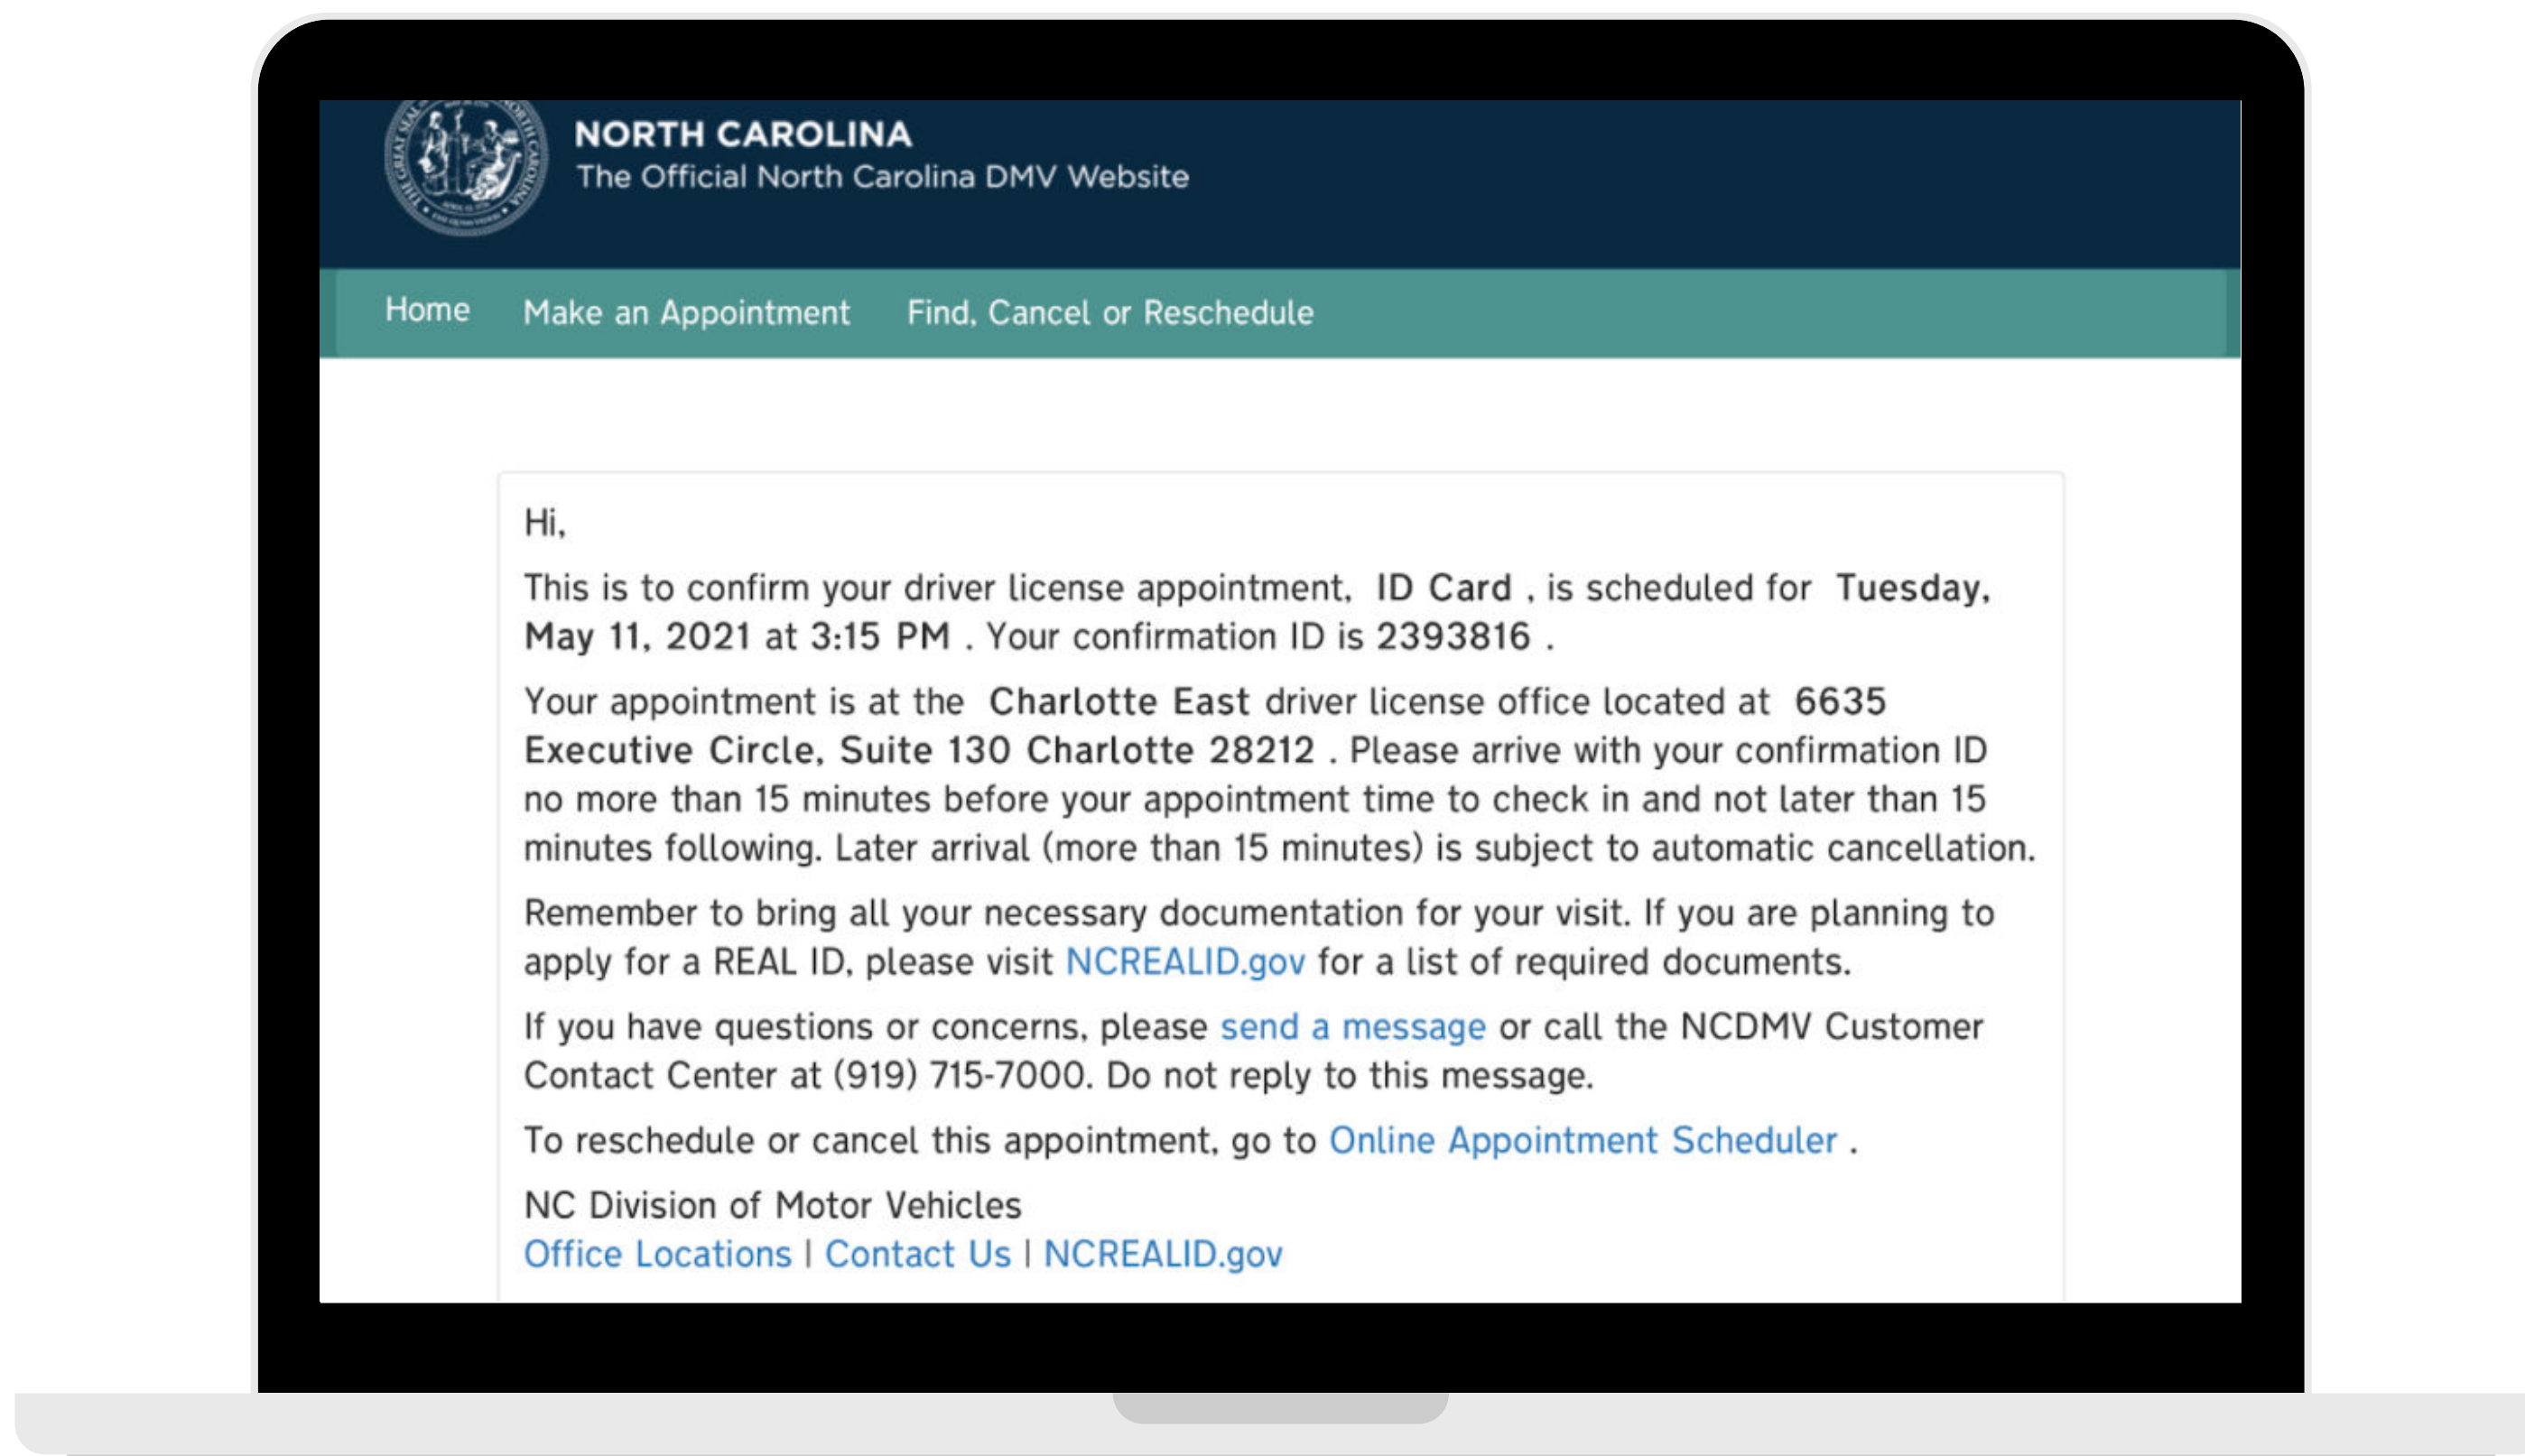 NORTH CAROLINA
The Official North Carolina DMV Website
THE GREAT SEAL NORTH CAROLINA
Home Make an Appointment Find, Cancel or Reschedule
Hi,
This is to confirm your driver license appointment, ID Card , is scheduled for Tuesday,
May 11, 2021 at 3:15 PM . Your confirmation ID is 2393816 .
Your appointment is at the Charlotte East driver license office located at 6635
Executive Circle, Suite 130 Charlotte 28212 . Please arrive with your confirmation ID
no more than 15 minutes before your appointment time to check in and not later than 15
minutes following. Later arrival (more than 15 minutes) is subject to automatic cancellation.
Remember to bring all your necessary documentation for your visit. If you are planning to
apply for a REAL ID, please visit NCREALID.gov for a list of required documents.
If you have questions or concerns, please send a message or call the NCDMV Customer
Contact Center at (919) 715-7000. Do not reply to this message.
To reschedule or cancel this appointment, go to Online Appointment Scheduler .
NC Division of Motor Vehicles
Office Locations | Contact Us | NCREALID.gov